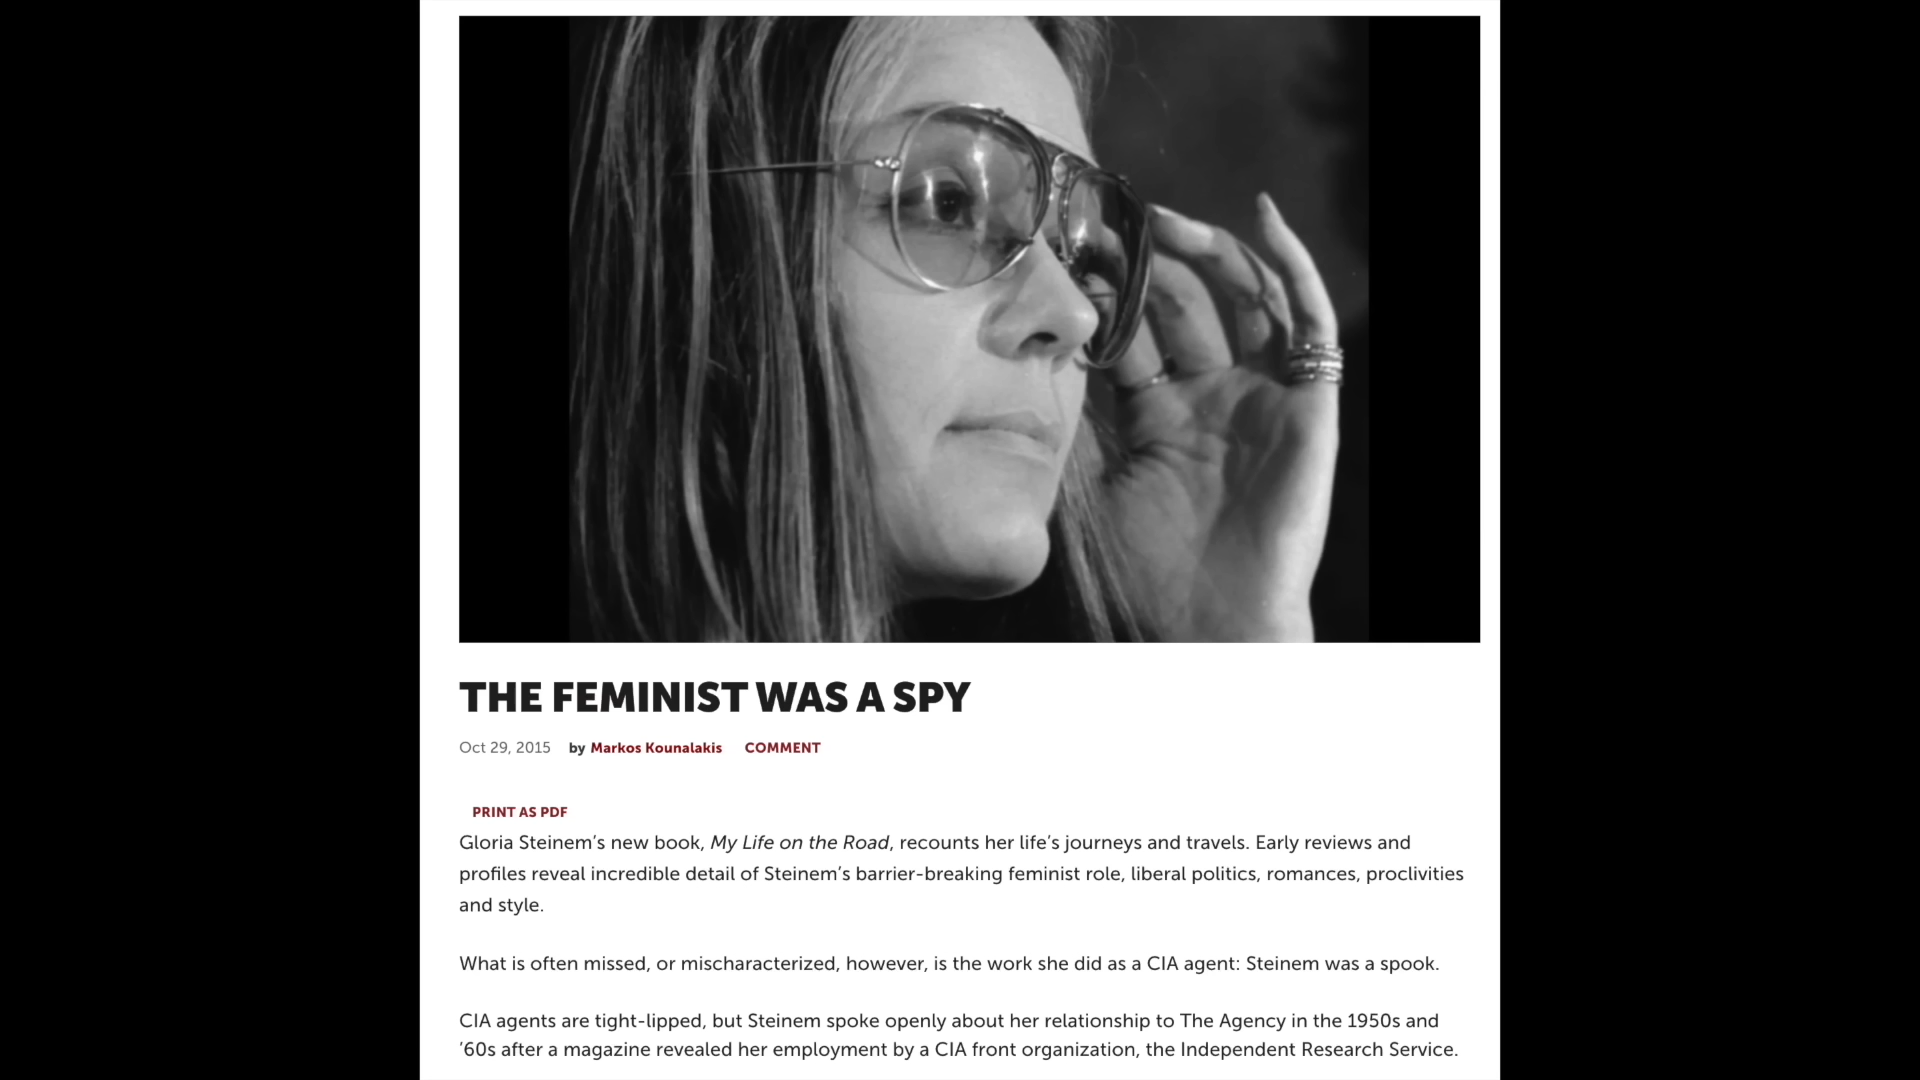 THE FEMINIST WAS A SPY
Oct 29, 2015 by Markos Kounalakis COMMENT
PRINT AS PDF
Gloria Steinem’s new book, My Life on the Road, recounts her life’s journeys and travels. Early reviews and
profiles reveal incredible detail of Steinem’s barrier-breaking feminist role, liberal politics, romances, proclivities
and style.
What is often missed, or mischaracterized, however, is the work she did as a CIA agent: Steinem was a spook.
CIA agents are tight-lipped, but Steinem spoke openly about her relationship to The Agency in the 1950s and
’60s after a magazine revealed her employment by a CIA front organization, the Independent Research Service.